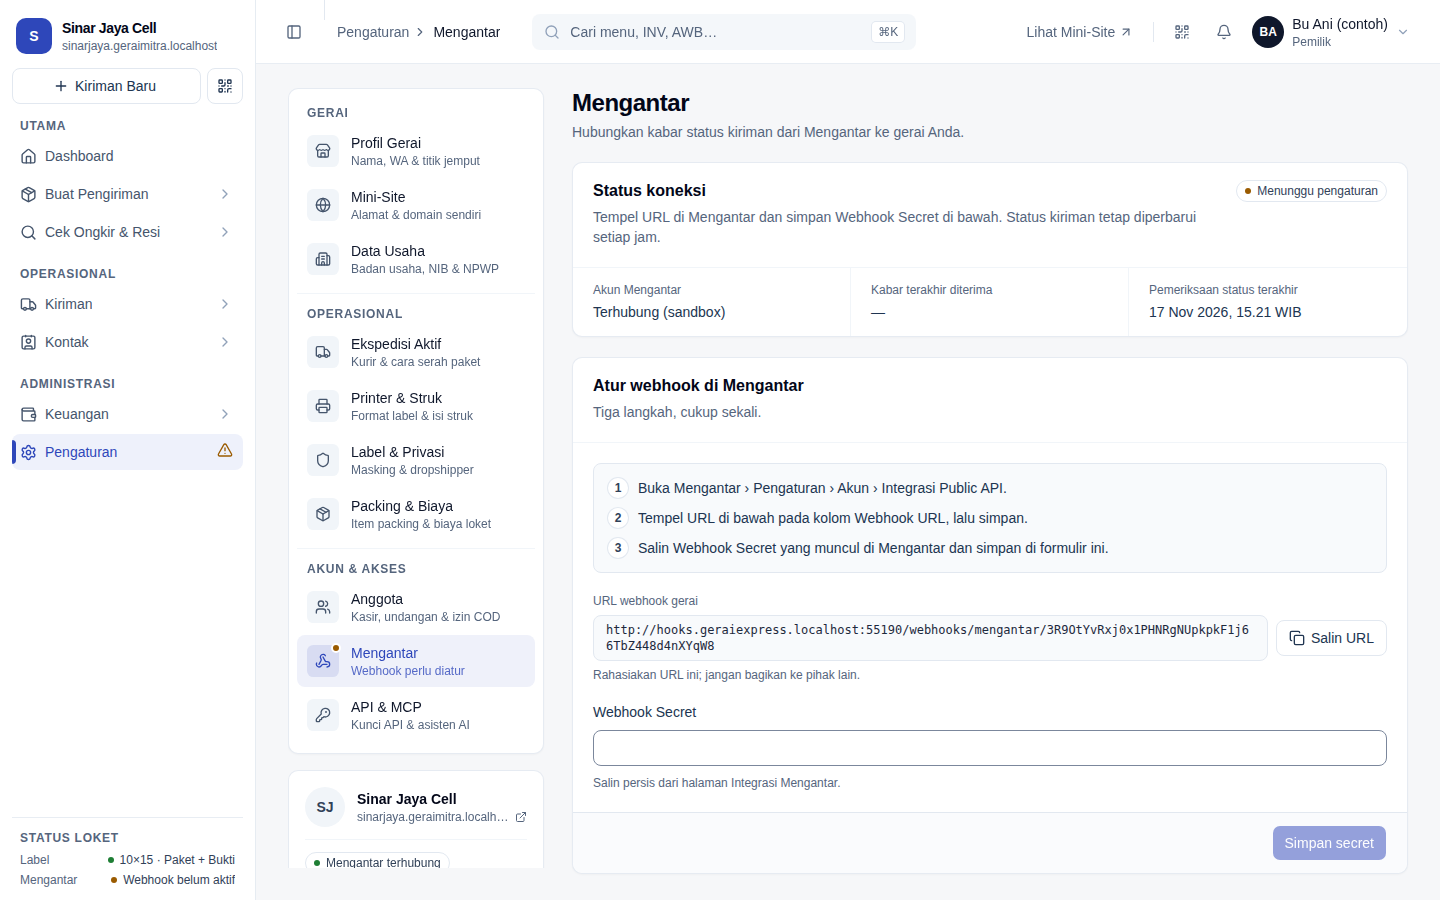 S
Sinar Jaya Cell
sinarjaya.geraimitra.localhost
Kiriman Baru
UTAMA
Dashboard
Buat Pengiriman
Cek Ongkir & Resi
OPERASIONAL
Kiriman
Kontak
ADMINISTRASI
Keuangan
Pengaturan
STATUS LOKET
Label 10×15 · Paket + Bukti
Mengantar Webhook belum aktif
Pengaturan > Mengantar
Cari menu, INV, AWB…
⌘K
Lihat Mini-Site
BA
Bu Ani (contoh)
Pemilik
GERAI
Profil Gerai
Nama, WA & titik jemput
Mini-Site
Alamat & domain sendiri
Data Usaha
Badan usaha, NIB & NPWP
OPERASIONAL
Ekspedisi Aktif
Kurir & cara serah paket
Printer & Struk
Format label & isi struk
Label & Privasi
Masking & dropshipper
Packing & Biaya
Item packing & biaya loket
AKUN & AKSES
Anggota
Kasir, undangan & izin COD
Mengantar
Webhook perlu diatur
API & MCP
Kunci API & asisten AI
SJ
Sinar Jaya Cell
sinarjaya.geraimitra.localh…
Mengantar terhubung
Mengantar
Hubungkan kabar status kiriman dari Mengantar ke gerai Anda.
Status koneksi
Menunggu pengaturan
Tempel URL di Mengantar dan simpan Webhook Secret di bawah. Status kiriman tetap diperbarui
setiap jam.
Akun Mengantar
Terhubung (sandbox)
Kabar terakhir diterima
—
Pemeriksaan status terakhir
17 Nov 2026, 15.21 WIB
Atur webhook di Mengantar
Tiga langkah, cukup sekali.
1 Buka Mengantar › Pengaturan › Akun › Integrasi Public API.
2 Tempel URL di bawah pada kolom Webhook URL, lalu simpan.
3 Salin Webhook Secret yang muncul di Mengantar dan simpan di formulir ini.
URL webhook gerai
http://hooks.geraiexpress.localhost:55190/webhooks/mengantar/3R9OtYvRxj0x1PHNRgNUpkpkF1j6
6TbZ448d4nXYqW8
Salin URL
Rahasiakan URL ini; jangan bagikan ke pihak lain.
Webhook Secret
Salin persis dari halaman Integrasi Mengantar.
Simpan secret